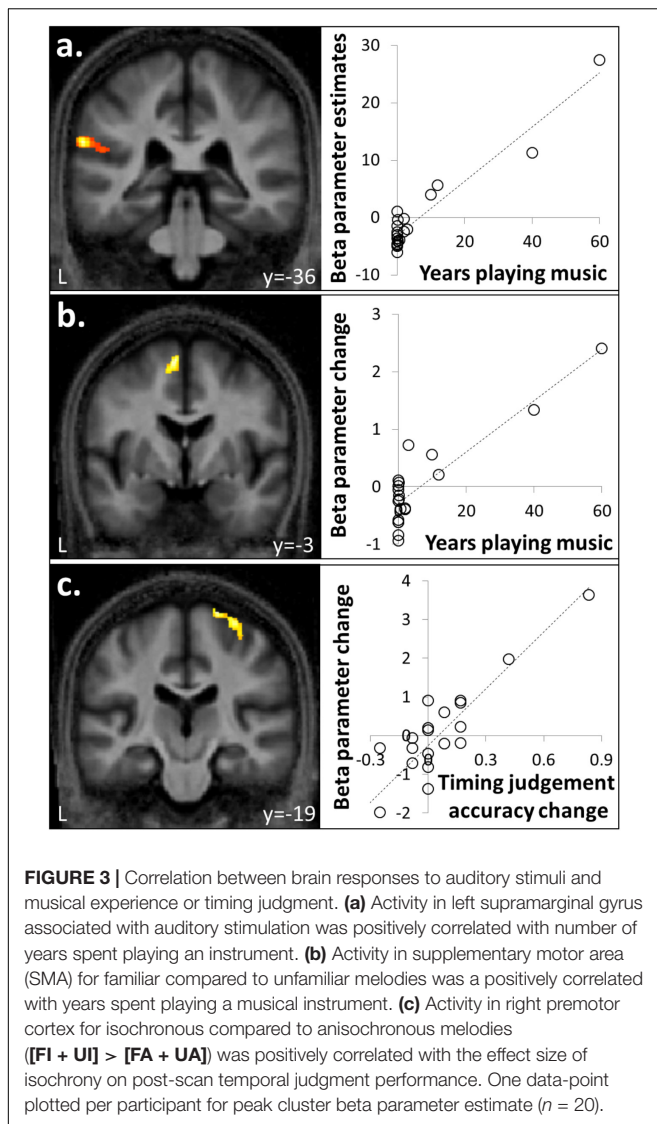 a.
L
y=-36
Beta parameter estimates
30
20
10
0
-10
20
40
60
Years playing music
b.
L
y=-3
Beta parameter change
3
2
1
0
-1
20
40
60
Years playing music
c.
L
y=-19
Beta parameter change
4
3
2
1
0
-1
-2
-0.3
0
0.3
0.6
0.9
Timing judgement
accuracy change
FIGURE 3 | Correlation between brain responses to auditory stimuli and
musical experience or timing judgment. (a) Activity in left supramarginal gyrus
associated with auditory stimulation was positively correlated with number of
years spent playing an instrument. (b) Activity in supplementary motor area
(SMA) for familiar compared to unfamiliar melodies was a positively correlated
with years spent playing a musical instrument. (c) Activity in right premotor
cortex for isochronous compared to anisochronous melodies
([FI + UI] > [FA + UA]) was positively correlated with the effect size of
isochrony on post-scan temporal judgment performance. One data-point
plotted per participant for peak cluster beta parameter estimate (n = 20).